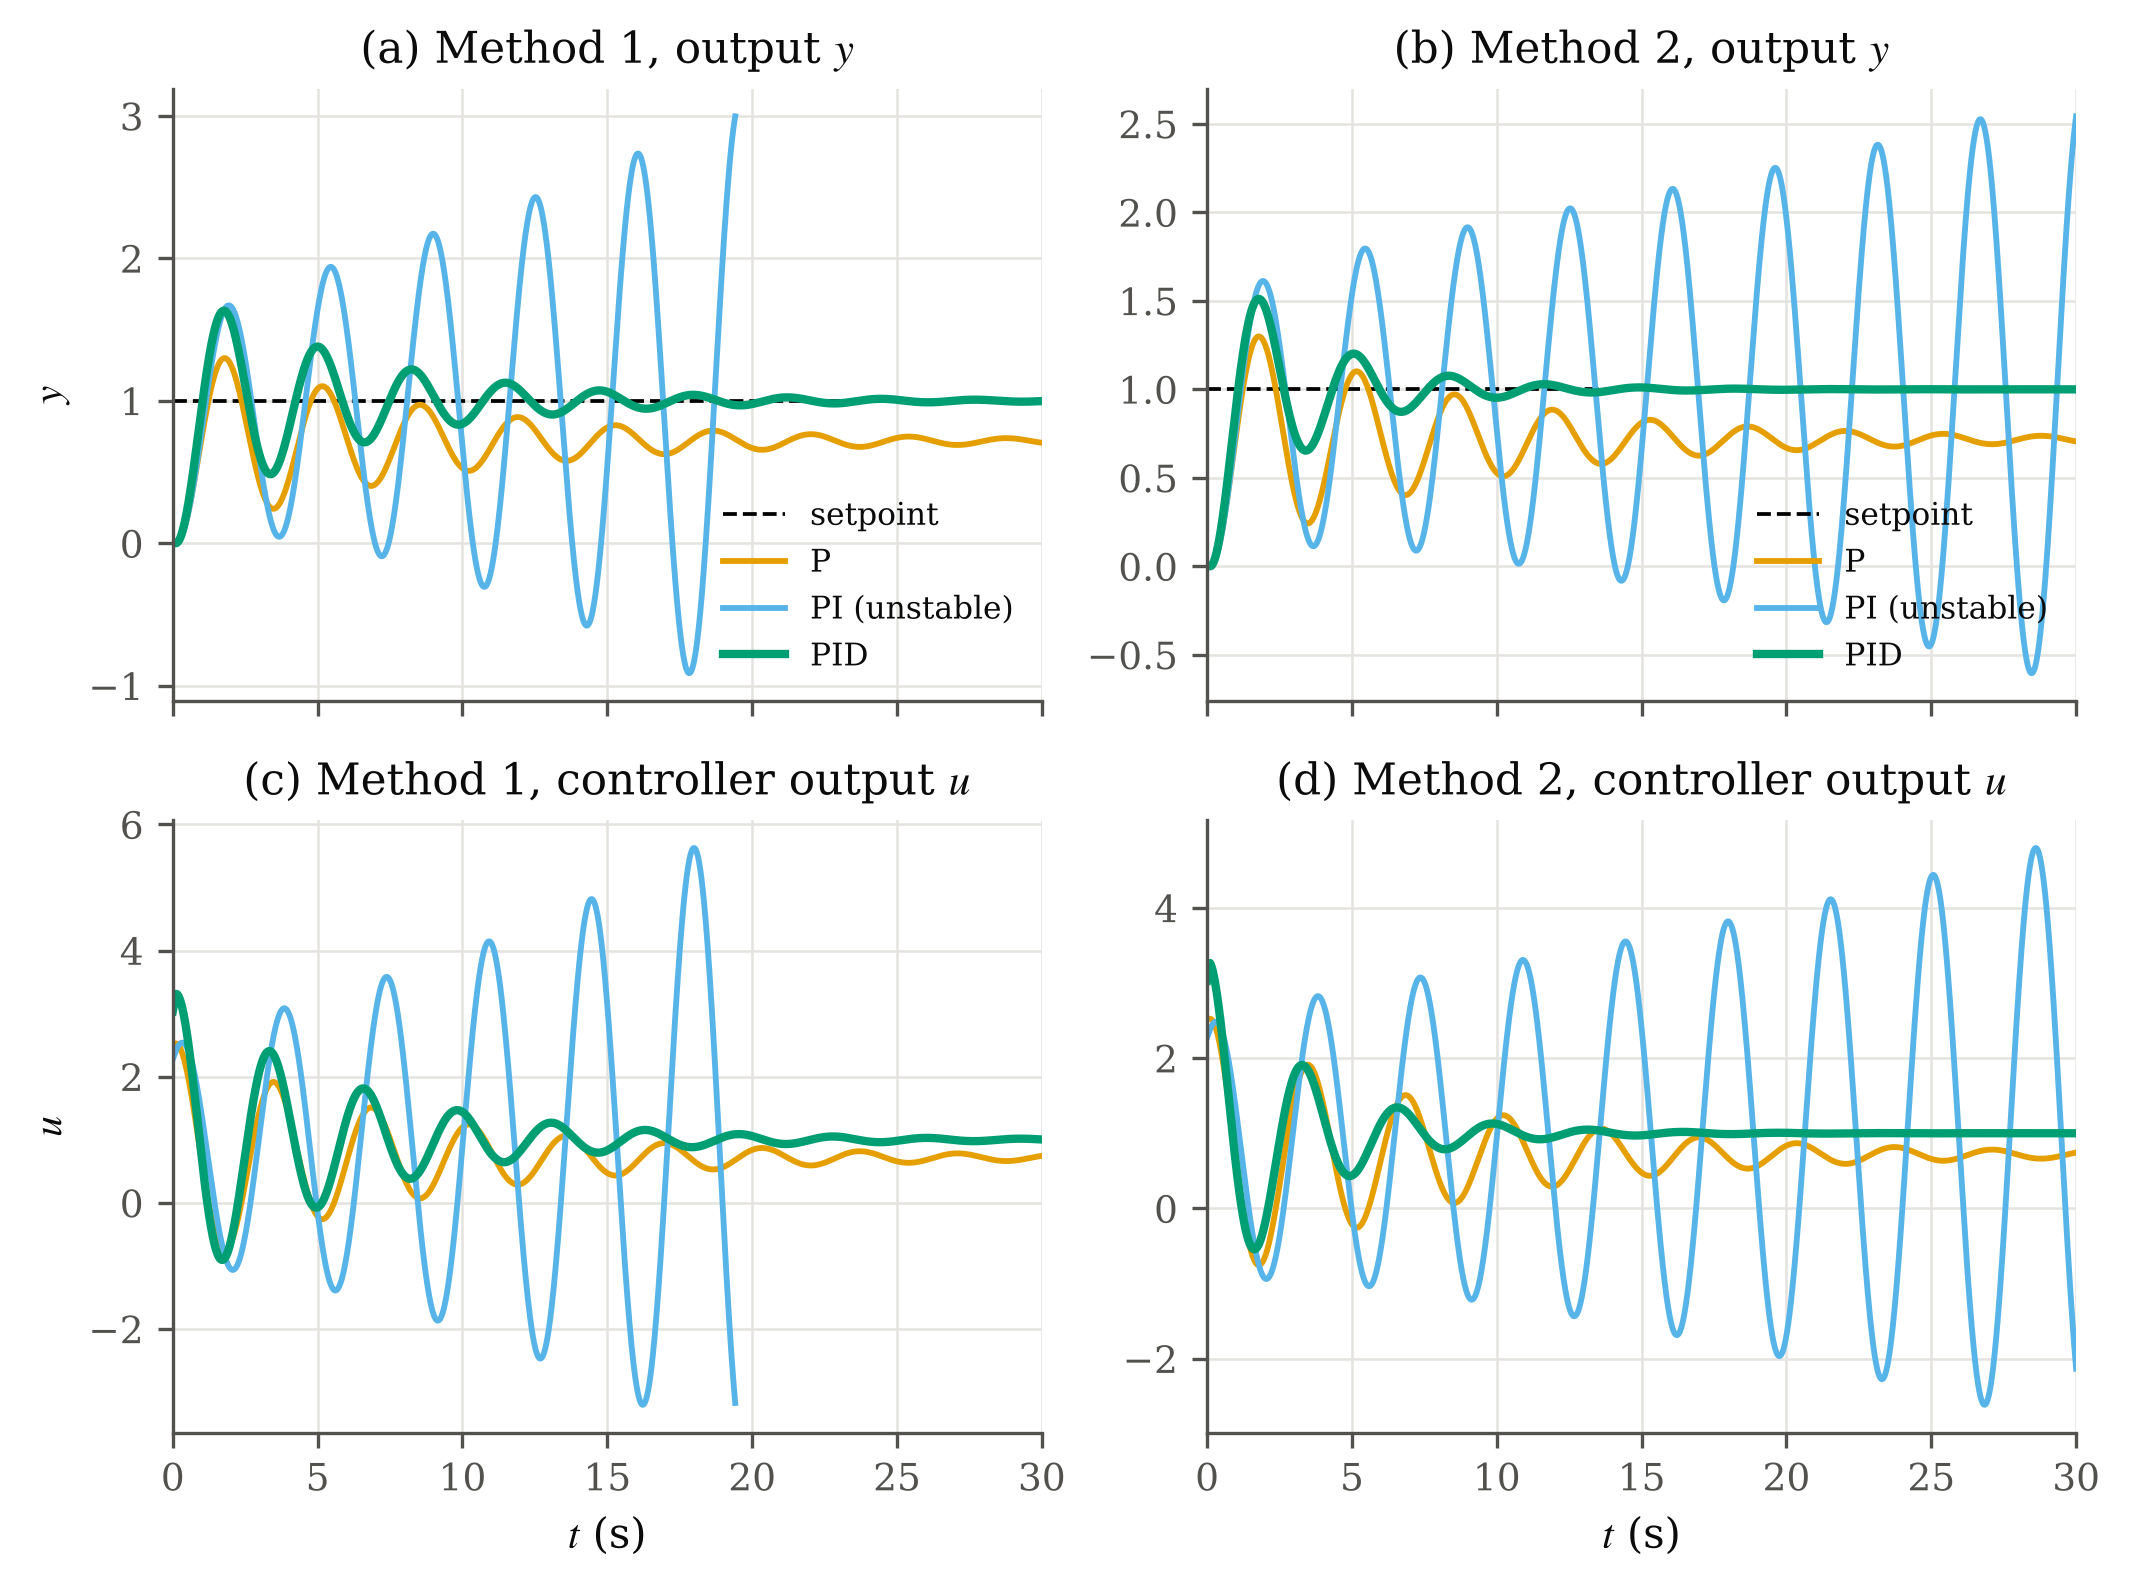 (a) Method 1, output y
3
2
1
0
−1
y
setpoint
P
PI (unstable)
PID
(b) Method 2, output y
2.5
2.0
1.5
1.0
0.5
0.0
−0.5
setpoint
P
PI (unstable)
PID
(c) Method 1, controller output u
6
4
2
0
−2
u
0 5 10 15 20 25 30
t (s)
(d) Method 2, controller output u
4
2
0
−2
0 5 10 15 20 25 30
t (s)